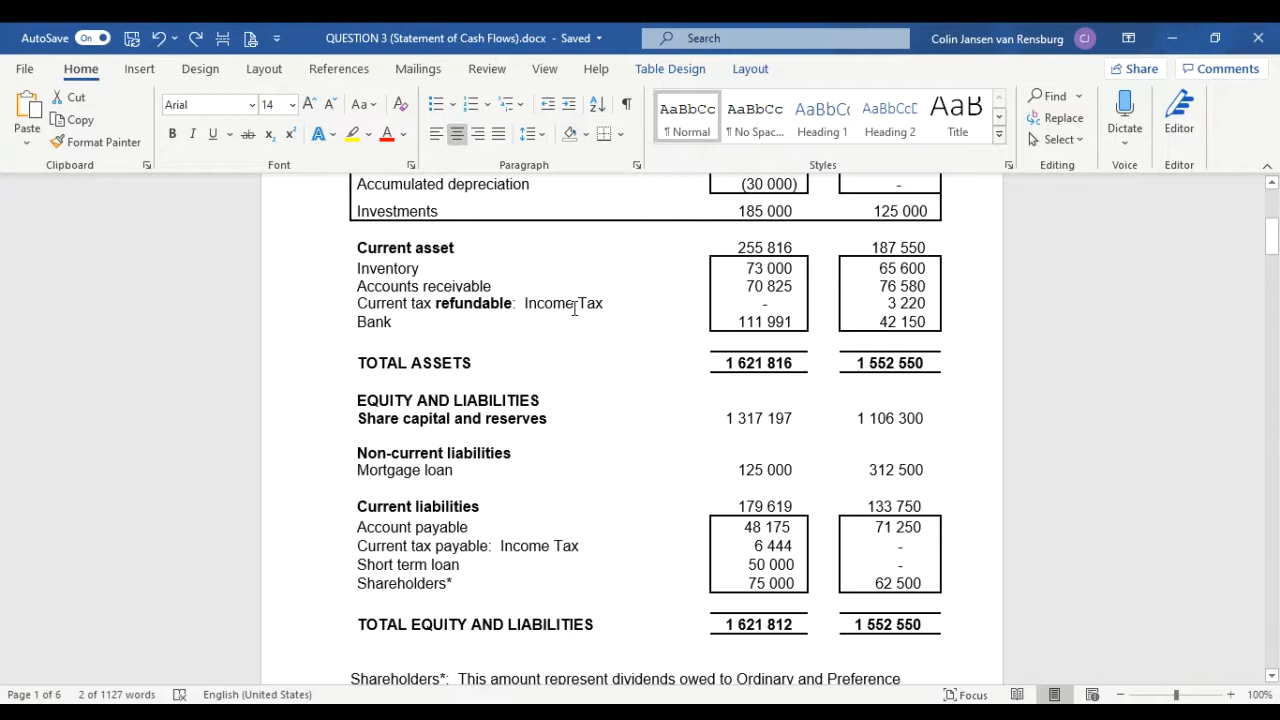 AutoSave On QUESTION 3 (Statement of Cash Flows).docx - Saved Search Colin Jansen van Rensburg CJ
File Home Insert Design Layout References Mailings Review View Help Table Design Layout Share Comments
Paste Cut Copy Format Painter Clipboard
Arial 14 Aa B I U ab x₂ x² A A Font
Paragraph
AaBbCc ¶ Normal AaBbCc ¶ No Spac... AaBbC( Heading 1 AaBbCcD Heading 2 AaB Title Styles
Find Replace Select Editing
Dictate Voice
Editor Editor
Accumulated depreciation (30 000) -
Investments 185 000 125 000
Current asset 255 816 187 550
Inventory 73 000 65 600
Accounts receivable 70 825 76 580
Current tax refundable: Income Tax - 3 220
Bank 111 991 42 150
TOTAL ASSETS 1 621 816 1 552 550
EQUITY AND LIABILITIES
Share capital and reserves 1 317 197 1 106 300
Non-current liabilities
Mortgage loan 125 000 312 500
Current liabilities 179 619 133 750
Account payable 48 175 71 250
Current tax payable: Income Tax 6 444 -
Short term loan 50 000 -
Shareholders* 75 000 62 500
TOTAL EQUITY AND LIABILITIES 1 621 812 1 552 550
Shareholders*: This amount represent dividends owed to Ordinary and Preference
Page 1 of 6 2 of 1127 words English (United States) Focus 100%